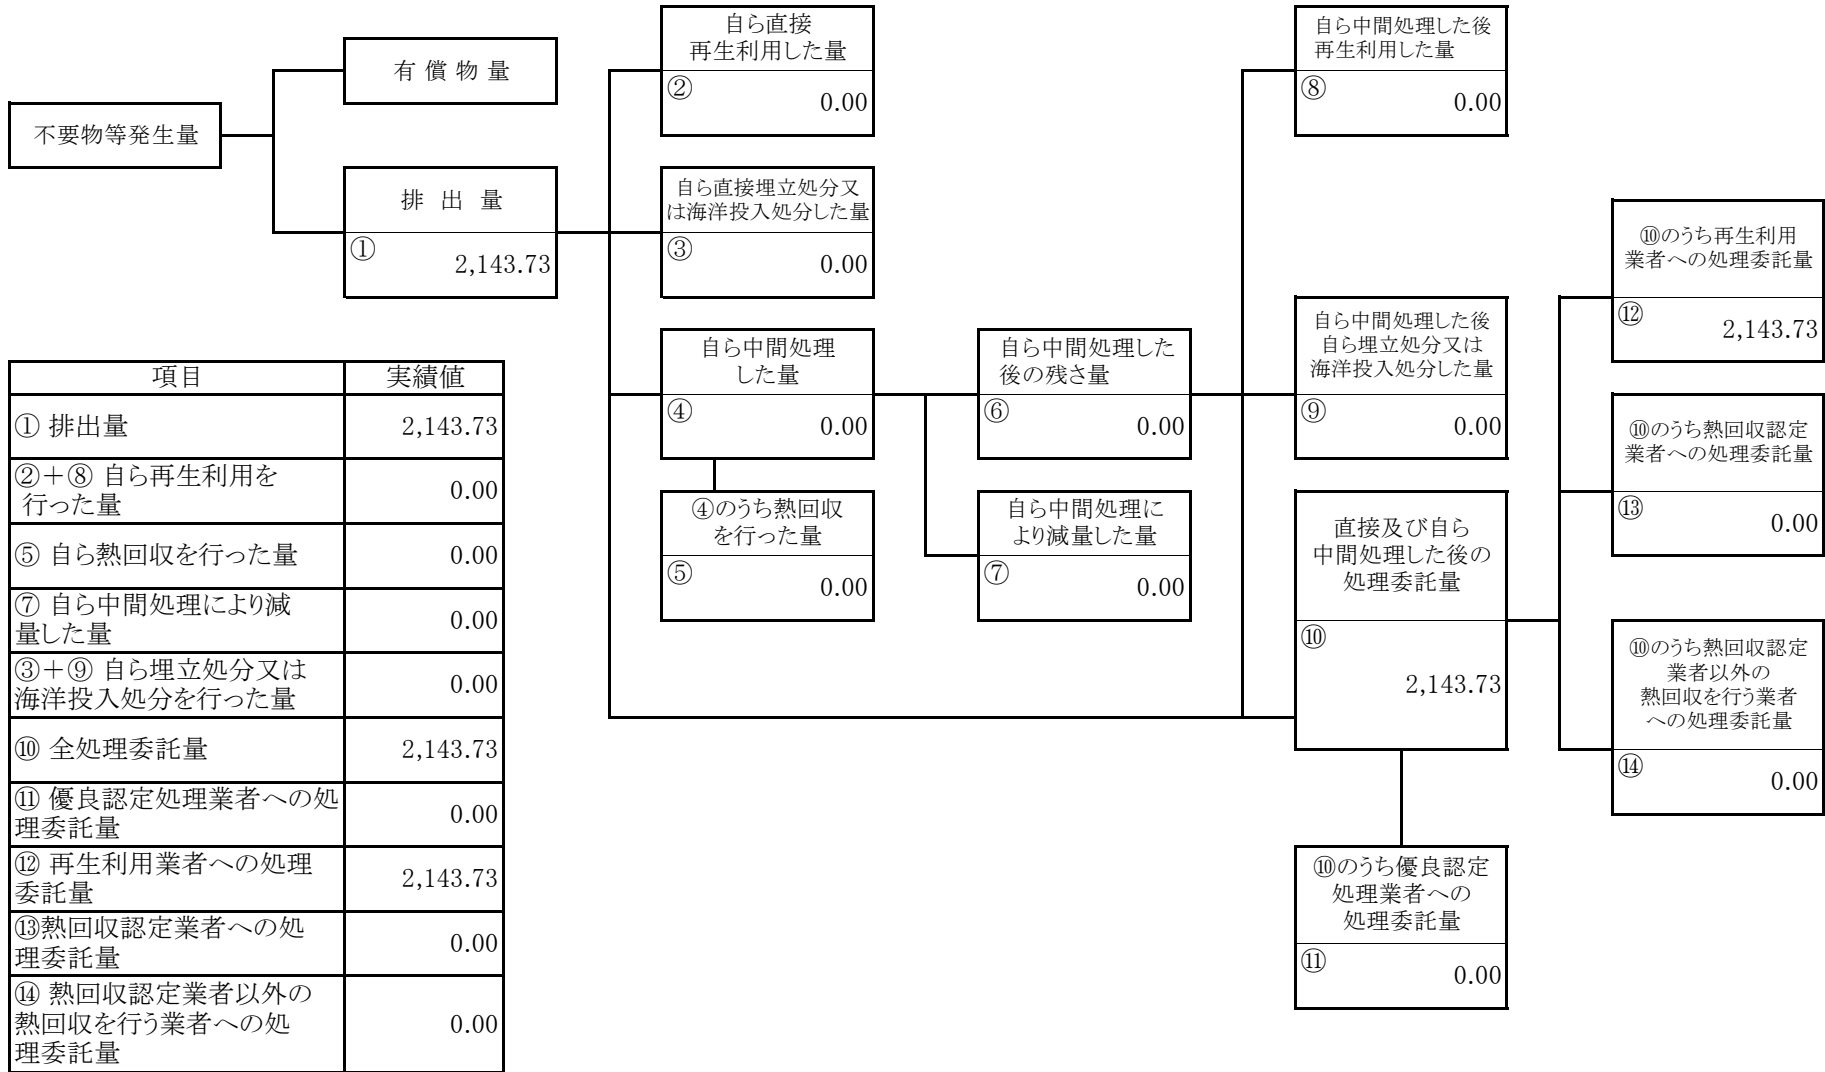 不要物等発生量
有 償 物 量
排 出 量
①
2,143.73
自ら直接
再生利用した量
②
0.00
自ら直接埋立処分又
は海洋投入処分した量
③
0.00
自ら中間処理
した量
④
0.00
④のうち熱回収
を行った量
⑤
0.00
自ら中間処理した
後の残さ量
⑥
0.00
自ら中間処理に
より減量した量
⑦
0.00
自ら中間処理した後
再生利用した量
⑧
0.00
自ら中間処理した後
自ら埋立処分又は
海洋投入処分した量
⑨
0.00
直接及び自ら
中間処理した後の
処理委託量
⑩
2,143.73
⑩のうち優良認定
処理業者への
処理委託量
⑪
0.00
⑩のうち再生利用
業者への処理委託量
⑫
2,143.73
⑩のうち熱回収認定
業者への処理委託量
⑬
0.00
⑩のうち熱回収認定
業者以外の
熱回収を行う業者
への処理委託量
⑭
0.00
項目 実績値
① 排出量 2,143.73
②＋⑧ 自ら再生利用を
行った量 0.00
⑤ 自ら熱回収を行った量 0.00
⑦ 自ら中間処理により減
量した量 0.00
③＋⑨ 自ら埋立処分又は
海洋投入処分を行った量 0.00
⑩ 全処理委託量 2,143.73
⑪ 優良認定処理業者への処
理委託量 0.00
⑫ 再生利用業者への処理
委託量 2,143.73
⑬熱回収認定業者への処
理委託量 0.00
⑭ 熱回収認定業者以外の
熱回収を行う業者への処
理委託量 0.00